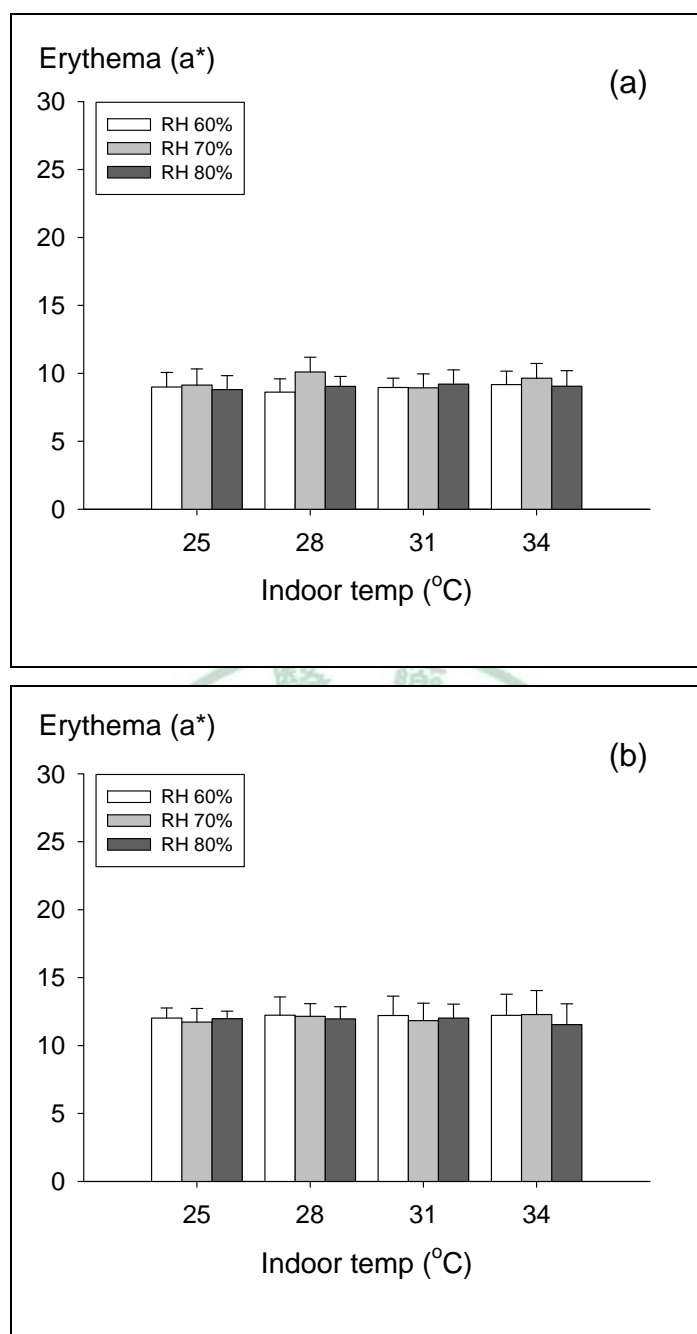 Erythema (a*)
(a)
30
RH 60%
25
RH 70%
RH 80%
20
15
10
5
0
25 28 31 34
Indoor temp (°C)
醫 藥
Erythema (a*)
(b)
30
RH 60%
25
RH 70%
RH 80%
20
15
10
5
0
25 28 31 34
Indoor temp (°C)